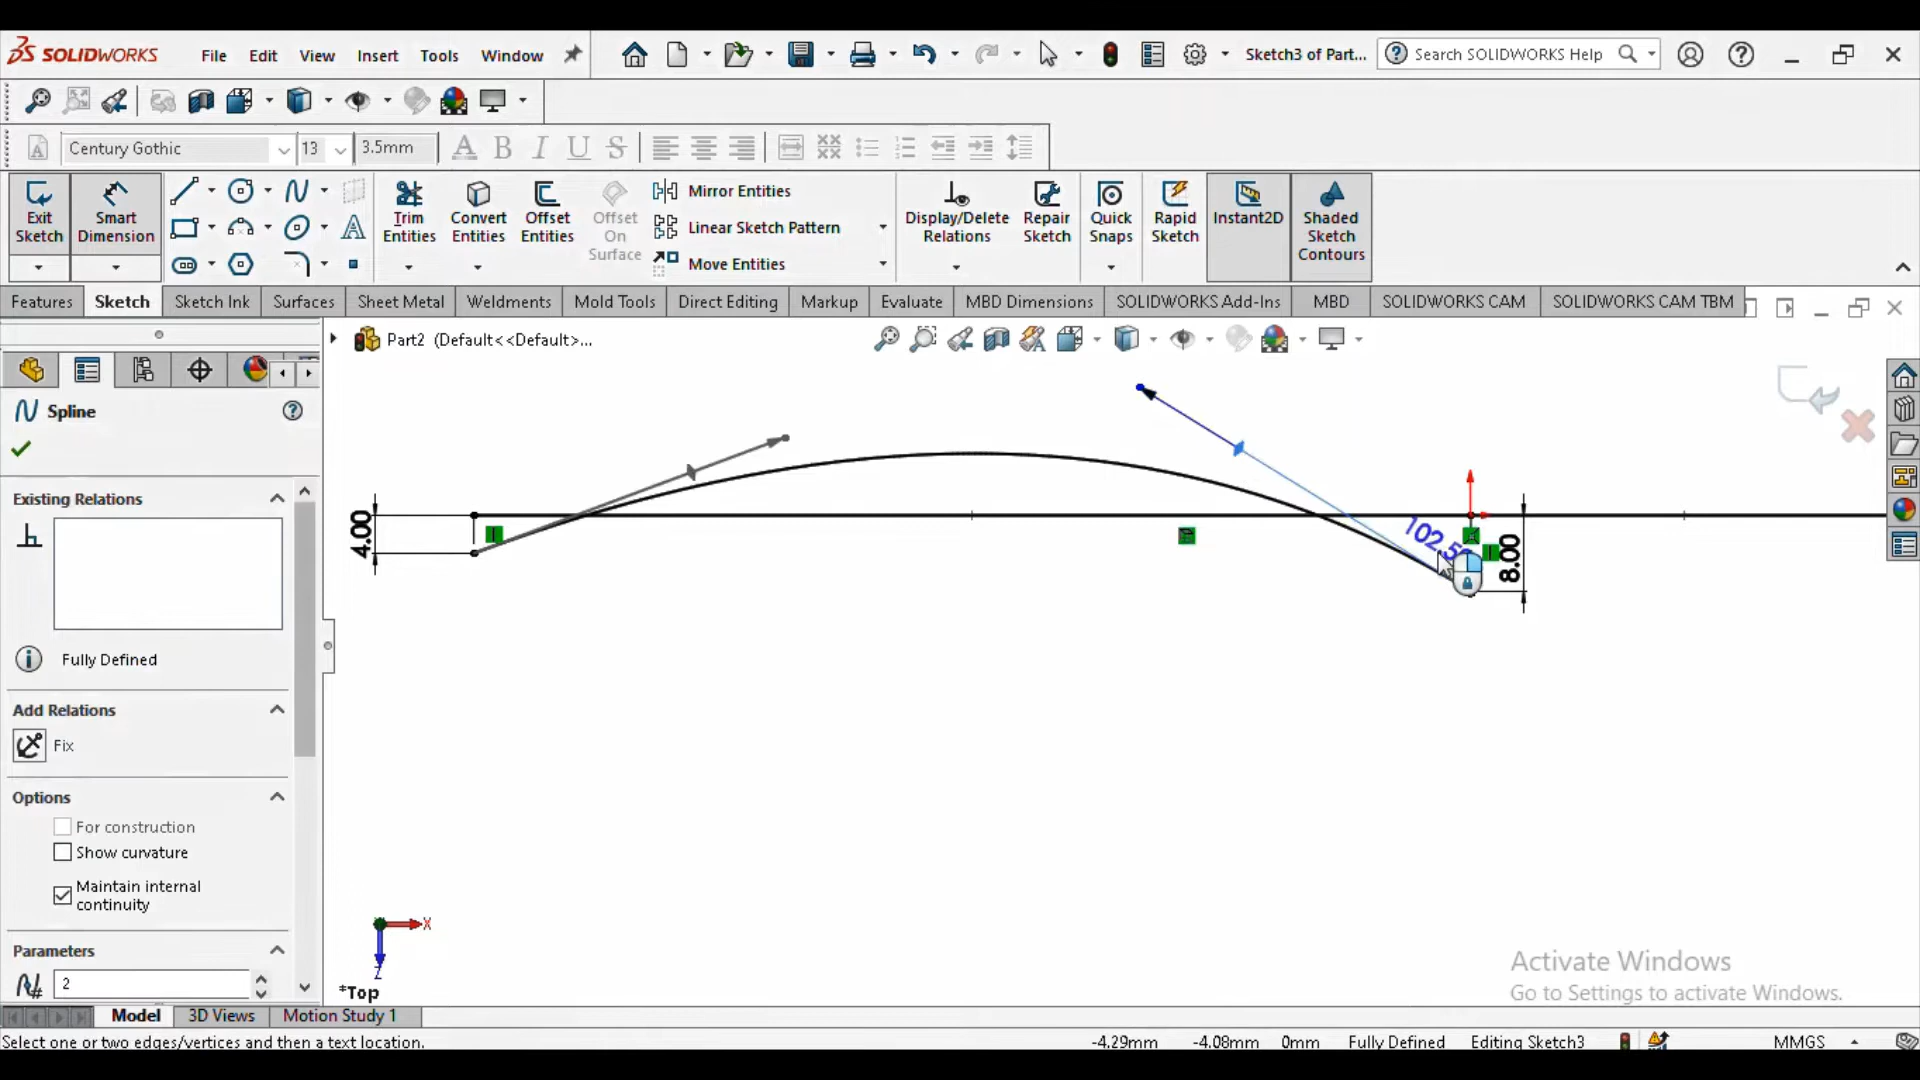 SOLIDWORKS File Edit View Insert Tools Window Sketch3 of Part... Search SOLIDWORKS Help
Century Gothic 13 3.5mm
Exit Sketch Smart Dimension Trim Entities Convert Entities Offset Entities Offset On Surface Mirror Entities Linear Sketch Pattern Move Entities Display/Delete Relations Repair Sketch Quick Snaps Rapid Sketch Instant2D Shaded Sketch Contours
Features Sketch Sketch Ink Surfaces Sheet Metal Weldments Mold Tools Direct Editing Markup Evaluate MBD Dimensions SOLIDWORKS Add-Ins MBD SOLIDWORKS CAM SOLIDWORKS CAM TBM
Part2 (Default<<Default>...
Spline
Existing Relations
Fully Defined
Add Relations
Fix
Options
For construction
Show curvature
Maintain internal
continuity
Parameters
2
4.00
8.00
X
Z
*Top
Activate Windows
Go to Settings to activate Windows.
Model 3D Views Motion Study 1
Select one or two edges/vertices and then a text location. -4.29mm -4.08mm 0mm Fully Defined Editing Sketch3 MMGS